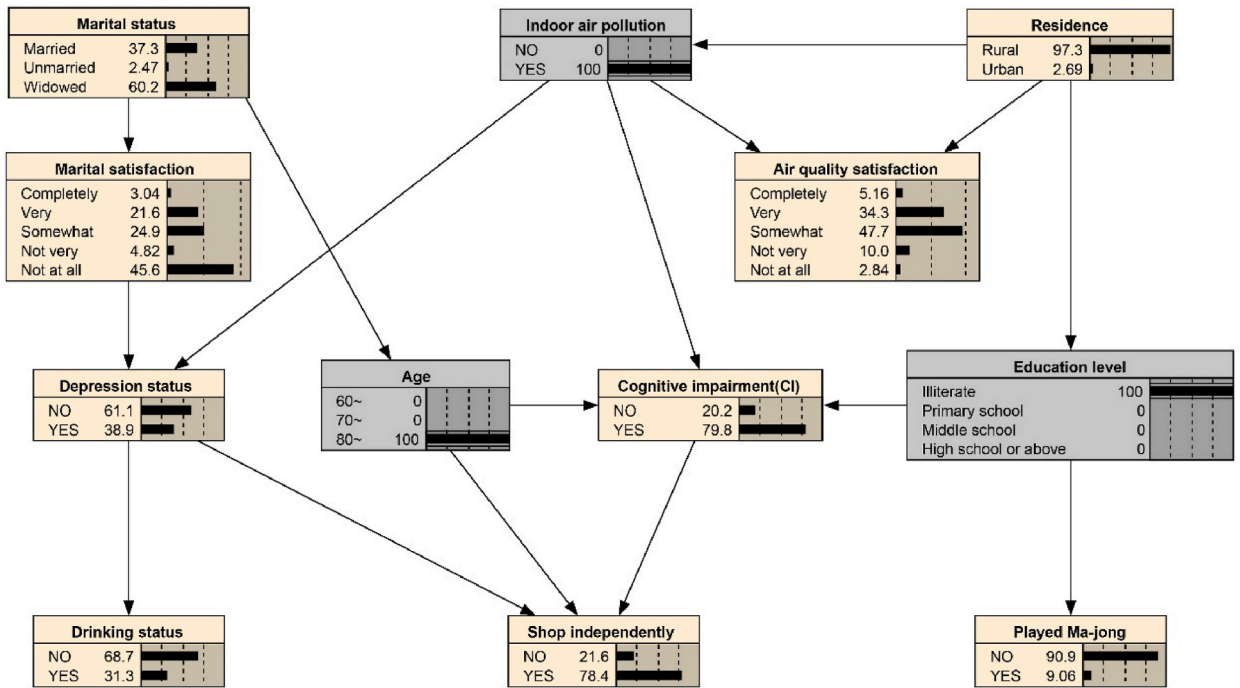 Marital status
Married 37.3
Unmarried 2.47
Widowed 60.2
Indoor air pollution
NO 0
YES 100
Residence
Rural 97.3
Urban 2.69
Marital satisfaction
Completely 3.04
Very 21.6
Somewhat 24.9
Not very 4.82
Not at all 45.6
Air quality satisfaction
Completely 5.16
Very 34.3
Somewhat 47.7
Not very 10.0
Not at all 2.84
Depression status
NO 61.1
YES 38.9
Age
60~ 0
70~ 0
80~ 100
Cognitive impairment(CI)
NO 20.2
YES 79.8
Education level
Illiterate 100
Primary school 0
Middle school 0
High school or above 0
Drinking status
NO 68.7
YES 31.3
Shop independently
NO 21.6
YES 78.4
Played Ma-jong
NO 90.9
YES 9.06